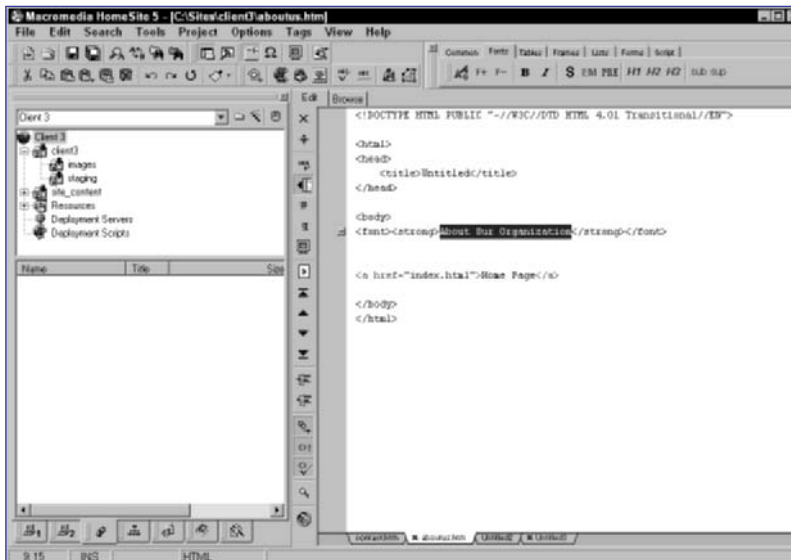 Macromedia HomeSite 5 - [C:\Sites\client3\aboutus.htm]
File Edit Search Tools Project Options Tags View Help
Common Fonts Tables Frames Lists Forms Script
F+ F- B I S EM PRE H1 H2 H3 SUB SUP
Edit Browse
Client 3
Client 3
client3
images
staging
site_content
Resources
Deployment Servers
Deployment Scripts
Name Title Size
<!DOCTYPE HTML PUBLIC "-//W3C//DTD HTML 4.01 Transitional//EN">
<html>
<head>
<title>Untitled</title>
</head>
<body>
<font><strong>About Our Organization</strong></font>
<a href="index.html">Home Page</a>
</body>
</html>
aboutus.htm Untitled2
9:15 INS HTML